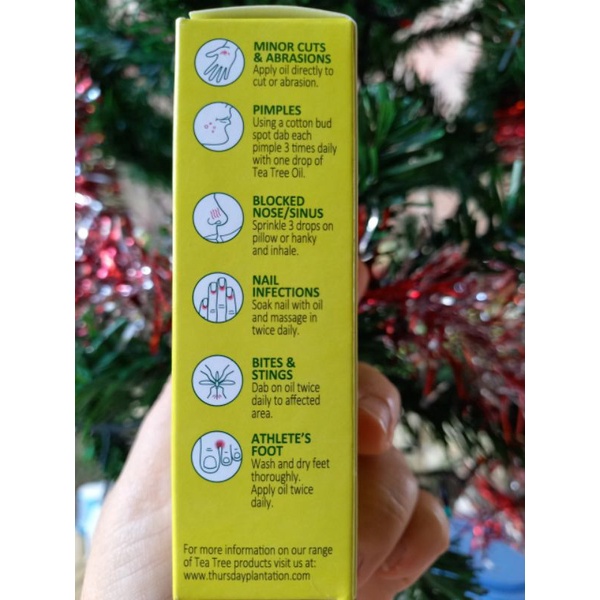 MINOR CUTS
& ABRASIONS
Apply oil directly to
cut or abrasion.
PIMPLES
Using a cotton bud
spot dab each
pimple 3 times daily
with one drop of
Tea Tree Oil.
BLOCKED
NOSE/SINUS
Sprinkle 3 drops on
pillow or hanky
and inhale.
NAIL
INFECTIONS
Soak nail with oil
and massage in
twice daily.
BITES &
STINGS
Dab on oil twice
daily to affected
area.
ATHLETE'S
FOOT
Wash and dry feet
thoroughly.
Apply oil twice
daily.
For more information on our range
of Tea Tree products visit us at:
www.thursdayplantation.com